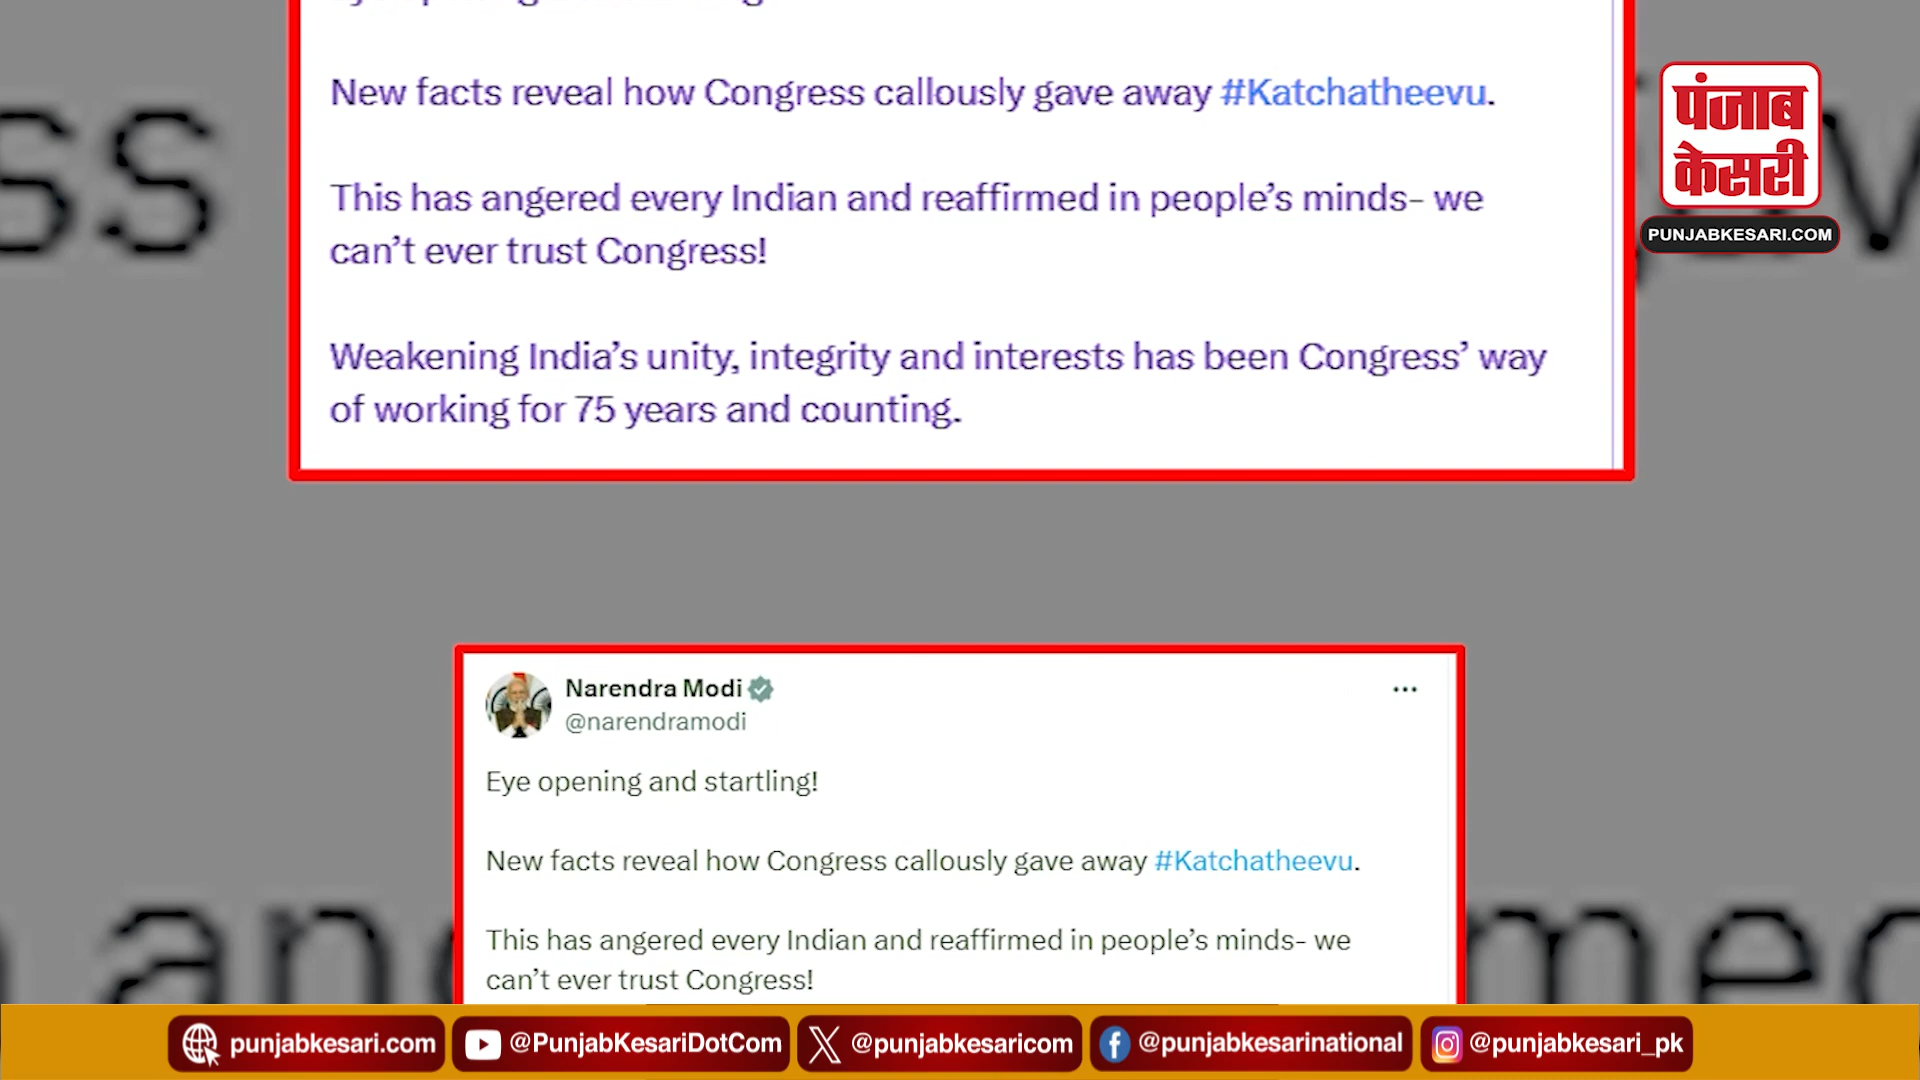 New facts reveal how Congress callously gave away #Katchatheevu.
This has angered every Indian and reaffirmed in people's minds- we
can't ever trust Congress!
Weakening India's unity, integrity and interests has been Congress' way
of working for 75 years and counting.
पंजाब
केसरी
PUNJABKESARI.COM
Narendra Modi
@narendramodi
Eye opening and startling!
New facts reveal how Congress callously gave away #Katchatheevu.
This has angered every Indian and reaffirmed in people's minds- we
can't ever trust Congress!
punjabkesari.com
@PunjabKesariDotCom
@punjabkesaricom
@punjabkesarinational
@punjabkesari_pk